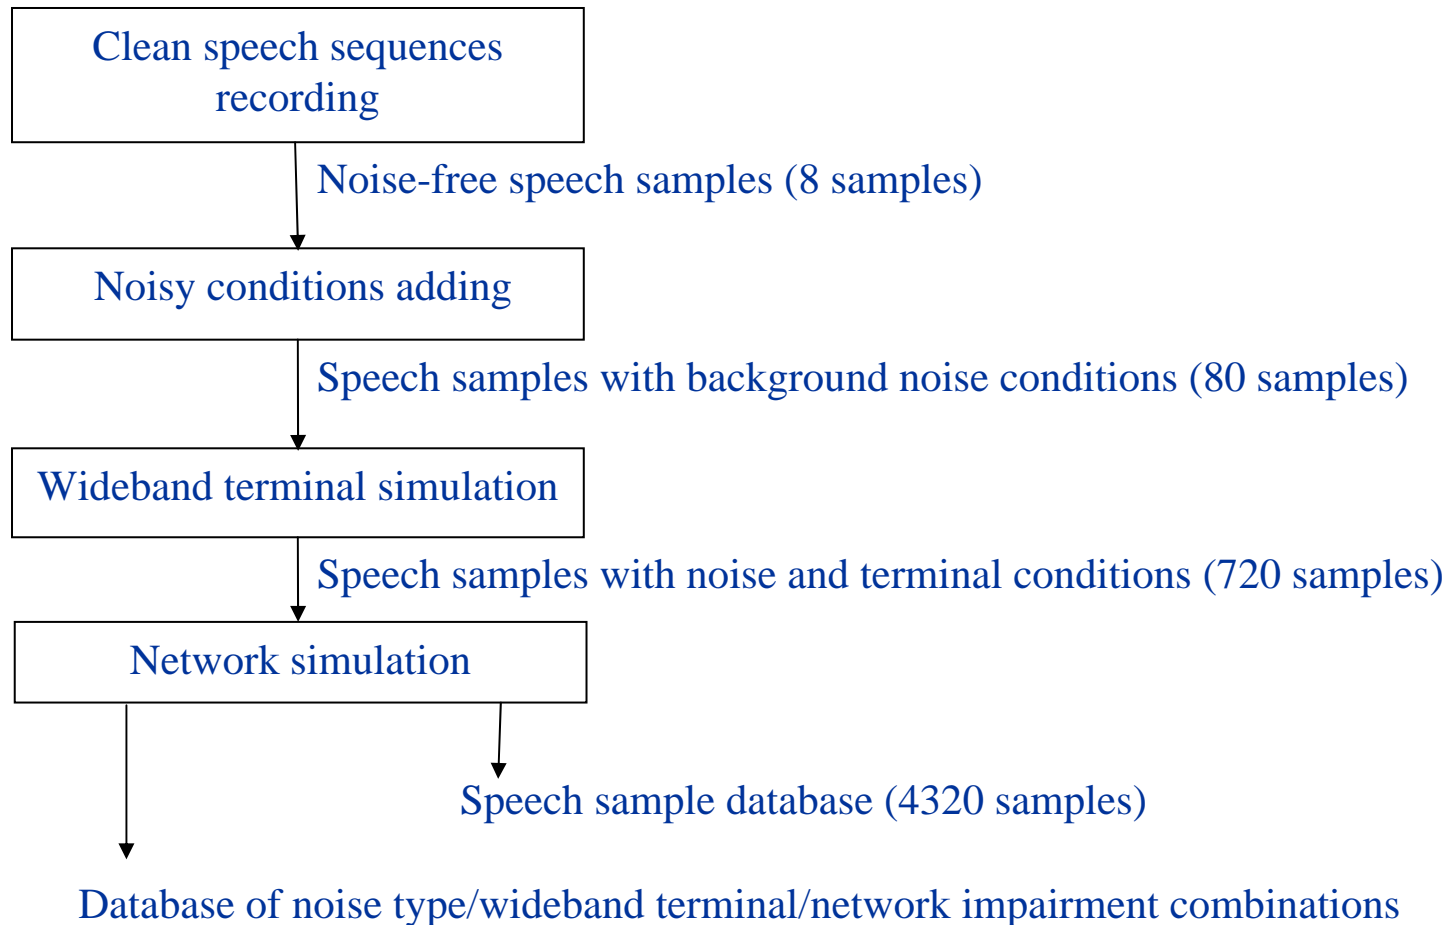 Clean speech sequences
recording
Noise-free speech samples (8 samples)
Noisy conditions adding
Speech samples with background noise conditions (80 samples)
Wideband terminal simulation
Speech samples with noise and terminal conditions (720 samples)
Network simulation
Speech sample database (4320 samples)
Database of noise type/wideband terminal/network impairment combinations